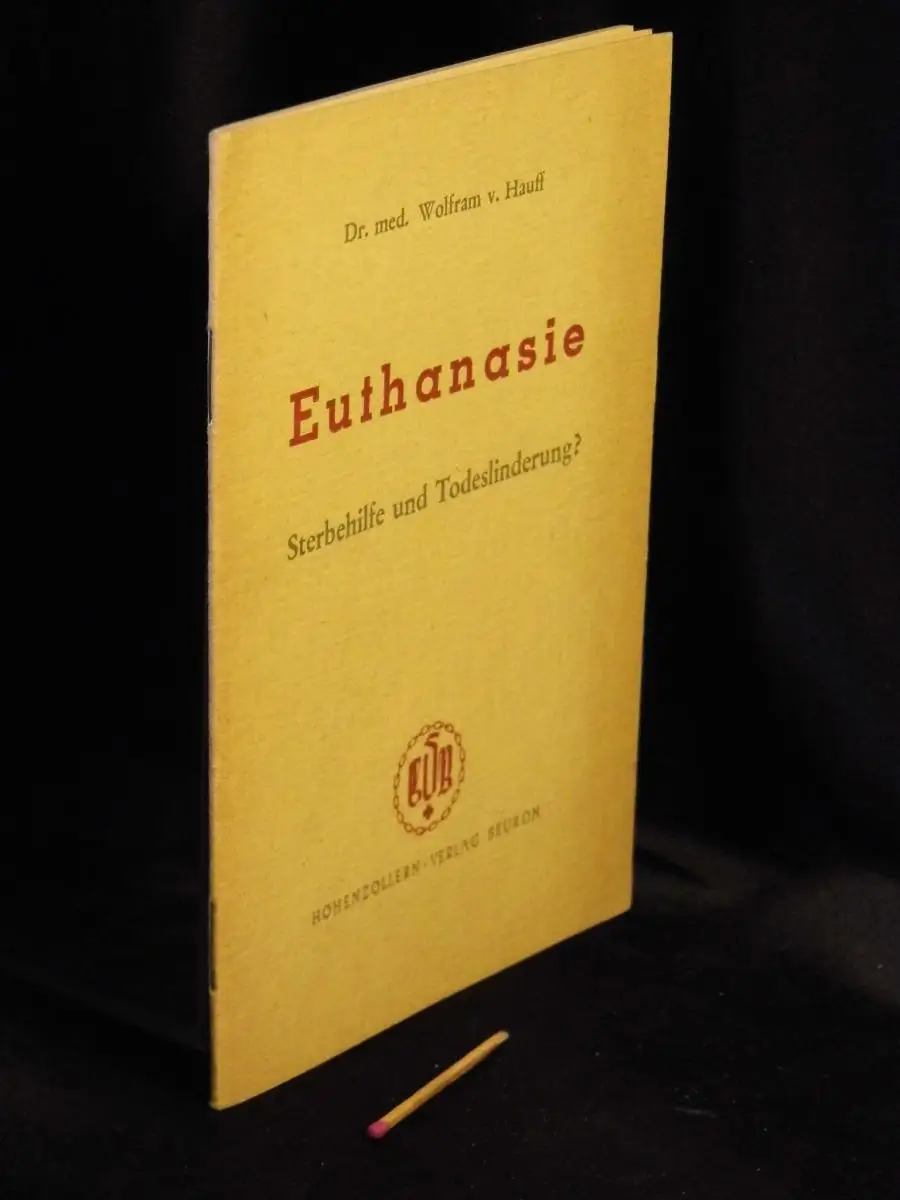 Dr. med. Wolfram v. Hauff
Euthanasie
Sterbehilfe und Todeslinderung?
HOHENZOLLERN-VERLAG BEURON